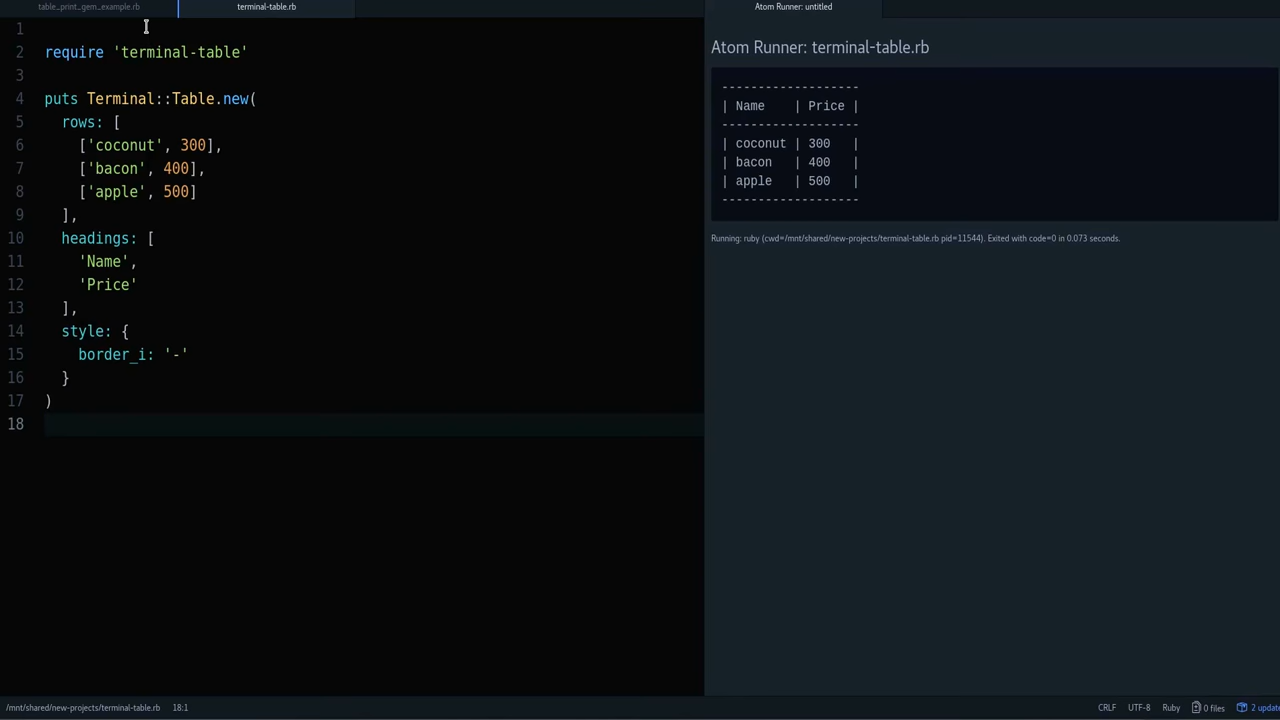 table_print_gem_example.rb
terminal-table.rb
Atom Runner: untitled
1
2 require 'terminal-table'
3
4 puts Terminal::Table.new(
5   rows: [
6     ['coconut', 300],
7     ['bacon', 400],
8     ['apple', 500]
9   ],
10   headings: [
11     'Name',
12     'Price'
13   ],
14   style: {
15     border_i: '-'
16   }
17 )
18
Atom Runner: terminal-table.rb
-------------------
| Name    | Price |
-------------------
| coconut | 300   |
| bacon   | 400   |
| apple   | 500   |
-------------------
Running: ruby (cwd=/mnt/shared/new-projects/terminal-table.rb pid=11544). Exited with code=0 in 0.073 seconds.
/mnt/shared/new-projects/terminal-table.rb 18:1 CRLF UTF-8 Ruby 0 files 2 update